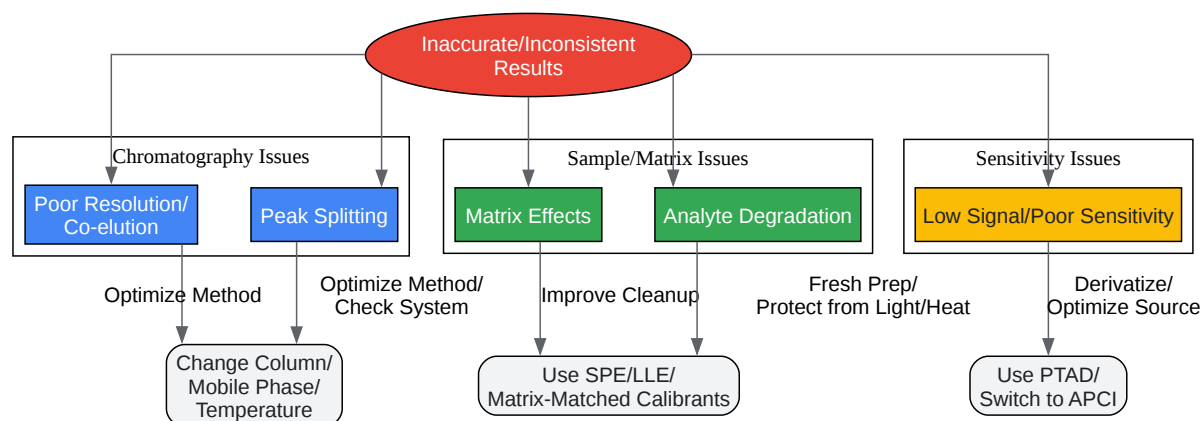 Inaccurate/Inconsistent
Results
Chromatography Issues
Sample/Matrix Issues
Sensitivity Issues
Poor Resolution/
Co-elution
Peak Splitting
Matrix Effects
Analyte Degradation
Low Signal/Poor Sensitivity
Optimize Method
Optimize Method/
Check System
Improve Cleanup
Fresh Prep/
Protect from Light/Heat
Derivatize/
Optimize Source
Change Column/
Mobile Phase/
Temperature
Use SPE/LLE/
Matrix-Matched Calibrants
Use PTAD/
Switch to APCI